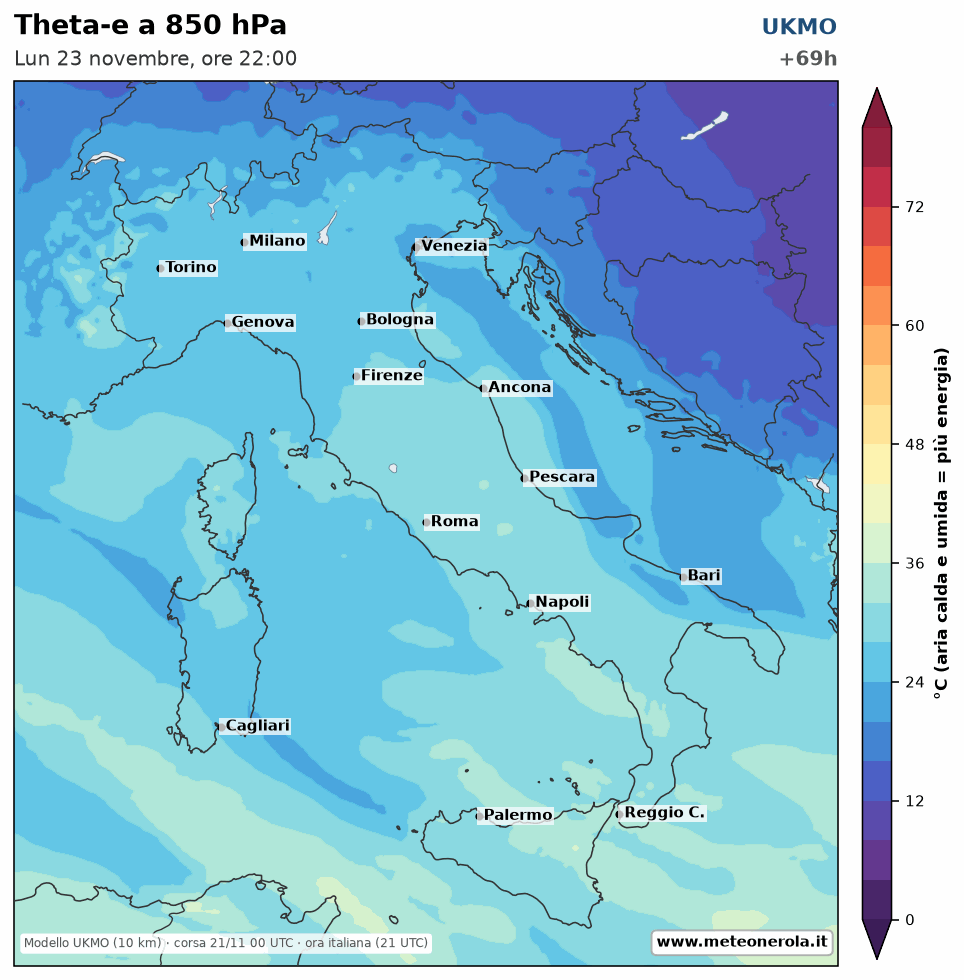 Theta-e a 850 hPa
UKMO
Lun 23 novembre, ore 22:00
+69h
Milano
Venezia
Torino
Genova
Bologna
Firenze
Ancona
Pescara
Roma
Bari
Napoli
Cagliari
Palermo
Reggio C.
72
60
48
36
24
12
0
°C (aria calda e umida = più energia)
Modello UKMO (10 km) · corsa 21/11 00 UTC · ora italiana (21 UTC)
www.meteonerola.it